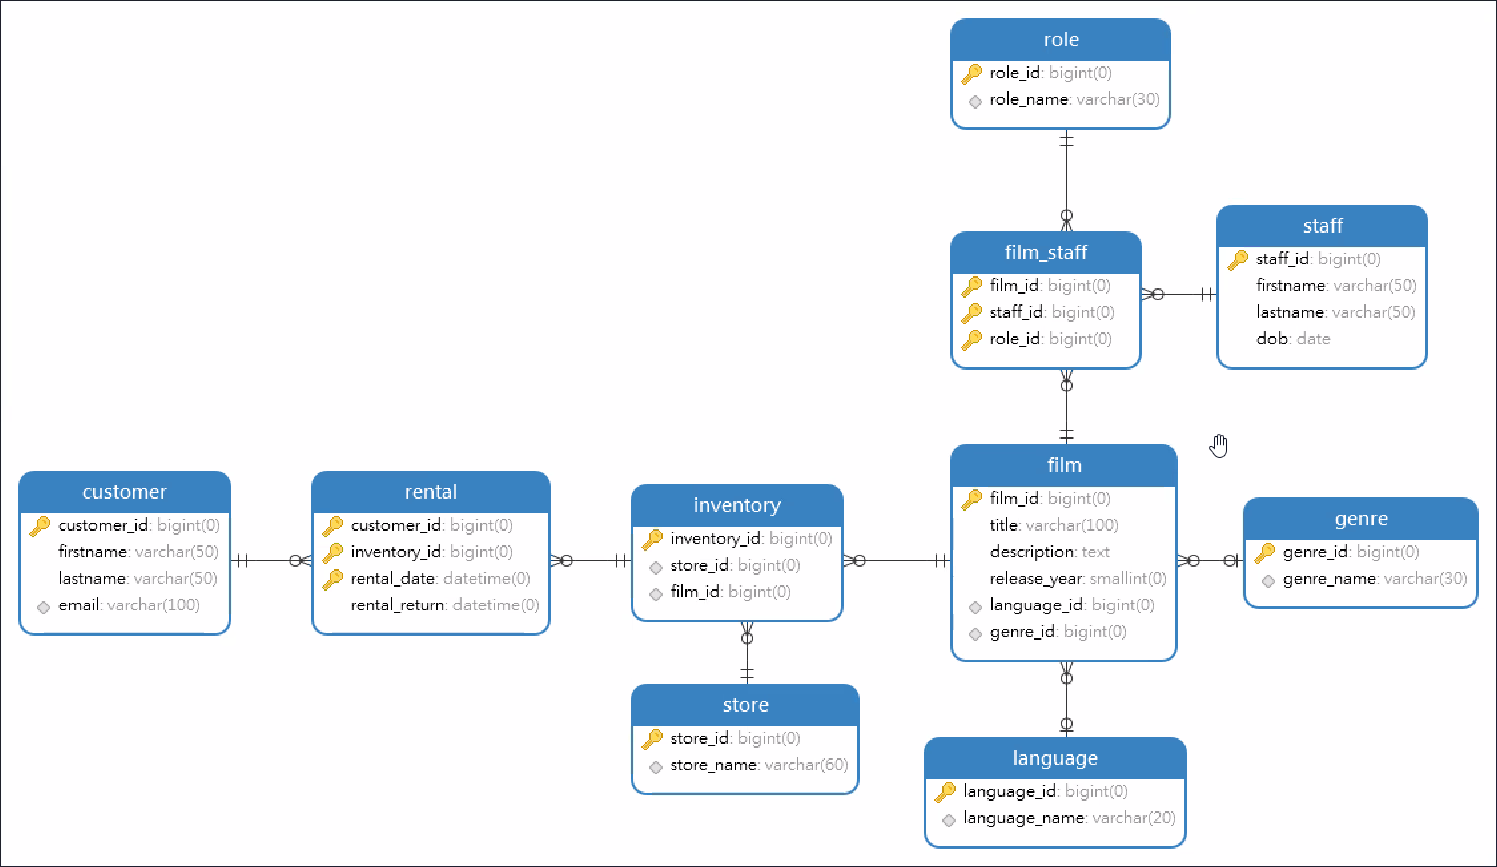 role
role_id: bigint(0)
role_name: varchar(30)
staff
staff_id: bigint(0)
firstname: varchar(50)
lastname: varchar(50)
dob: date
film_staff
film_id: bigint(0)
staff_id: bigint(0)
role_id: bigint(0)
customer
customer_id: bigint(0)
firstname: varchar(50)
lastname: varchar(50)
email: varchar(100)
rental
customer_id: bigint(0)
inventory_id: bigint(0)
rental_date: datetime(0)
rental_return: datetime(0)
inventory
inventory_id: bigint(0)
store_id: bigint(0)
film_id: bigint(0)
film
film_id: bigint(0)
title: varchar(100)
description: text
release_year: smallint(0)
language_id: bigint(0)
genre_id: bigint(0)
genre
genre_id: bigint(0)
genre_name: varchar(30)
store
store_id: bigint(0)
store_name: varchar(60)
language
language_id: bigint(0)
language_name: varchar(20)